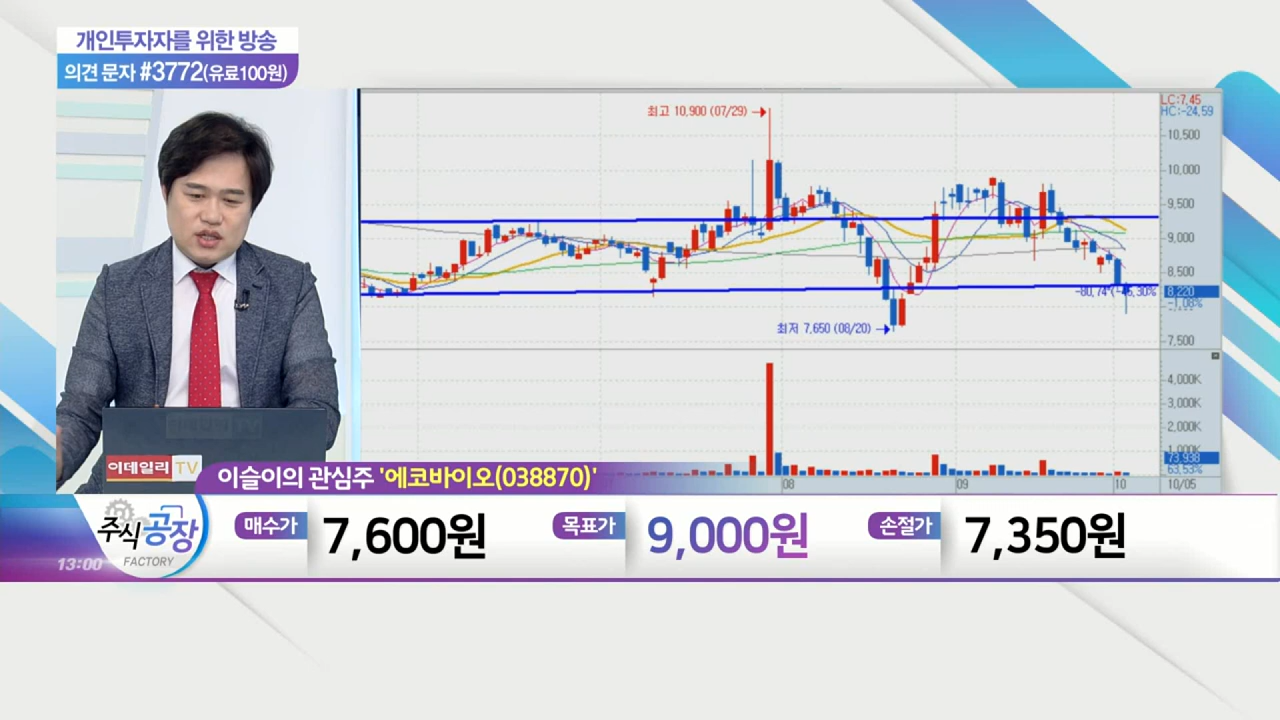 개인투자자를 위한 방송
의견 문자 #3772(유료100원)
최고 10,900 (07/29)
LC:7.45
HC:-24.59
10,500
10,000
9,500
9,000
8,500
8,220
-1.08%
최저 7,650 (08/20)
7,500
4,000K
3,000K
2,000K
1,000K
73,938
63.53%
08
09
10
10/05
이데일리 TV
이슬이의 관심주 '에코바이오(038870)'
주식공장
FACTORY
13:00
매수가 7,600원
목표가 9,000원
손절가 7,350원